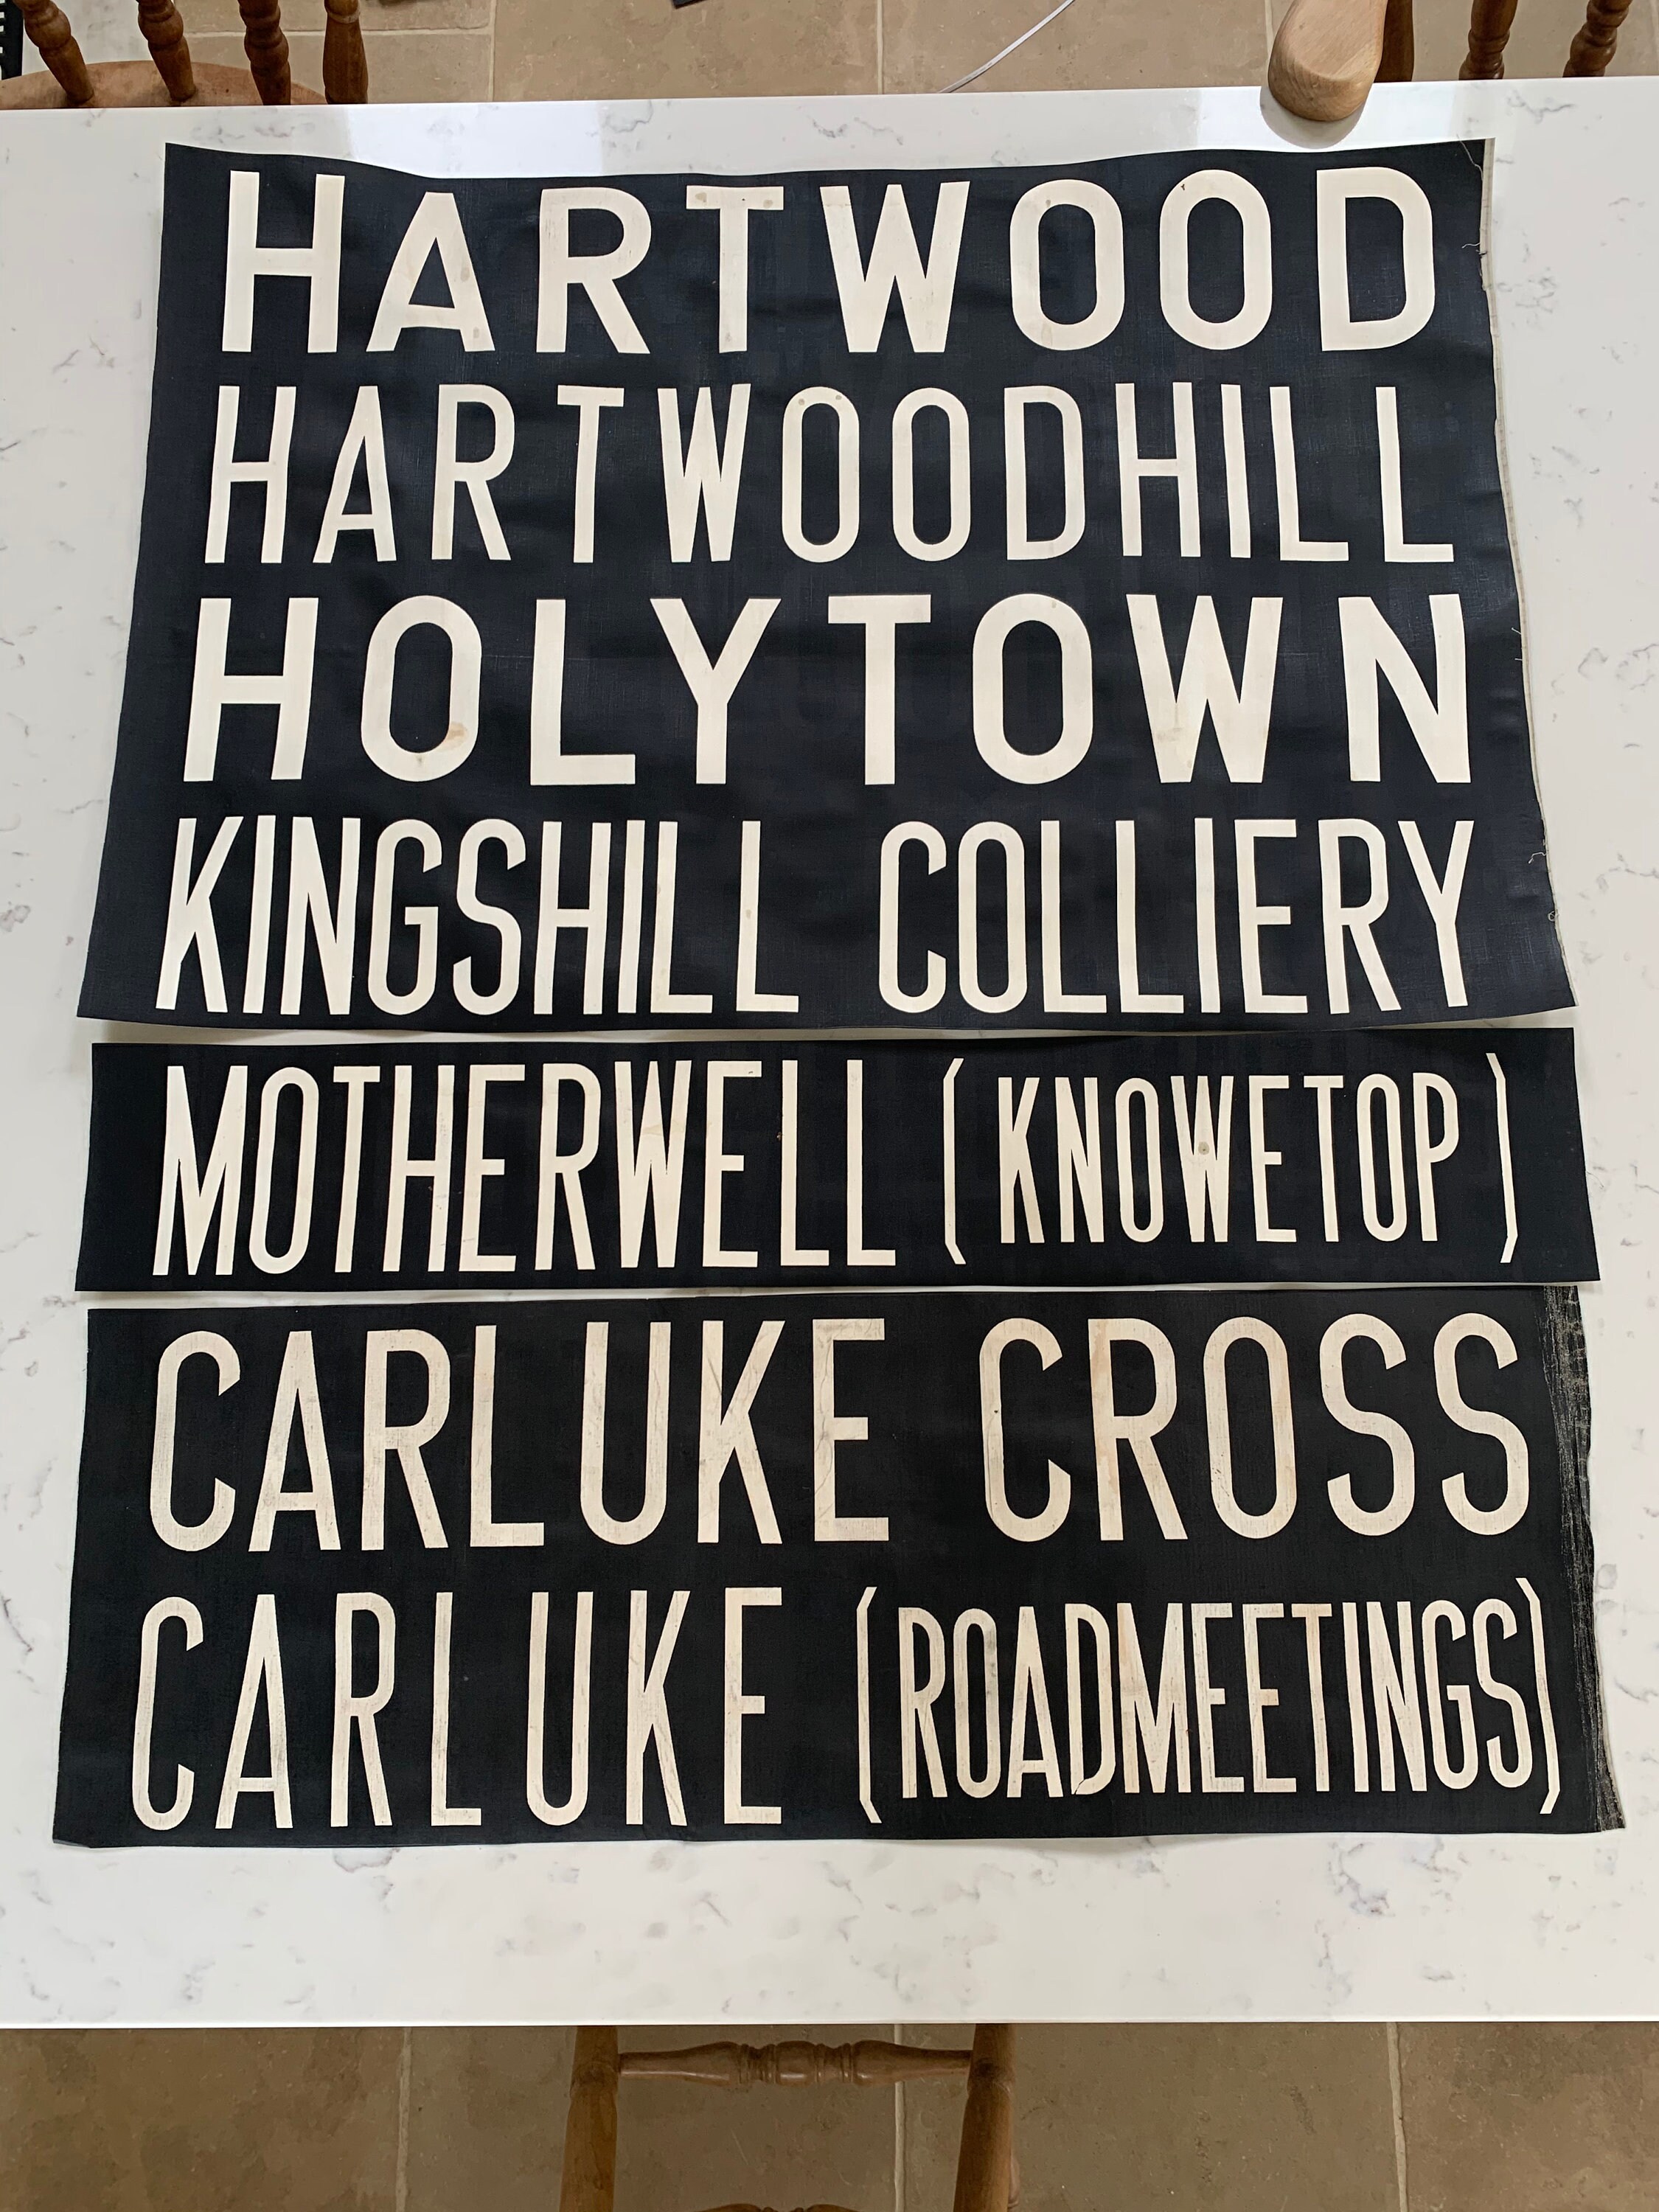 HARTWOOD
HARTWOODHILL
HOLYTOWN
KINGSHILL COLLIERY
MOTHERWELL (KNOWETOP)
CARLUKE CROSS
CARLUKE (ROADMEETINGS)